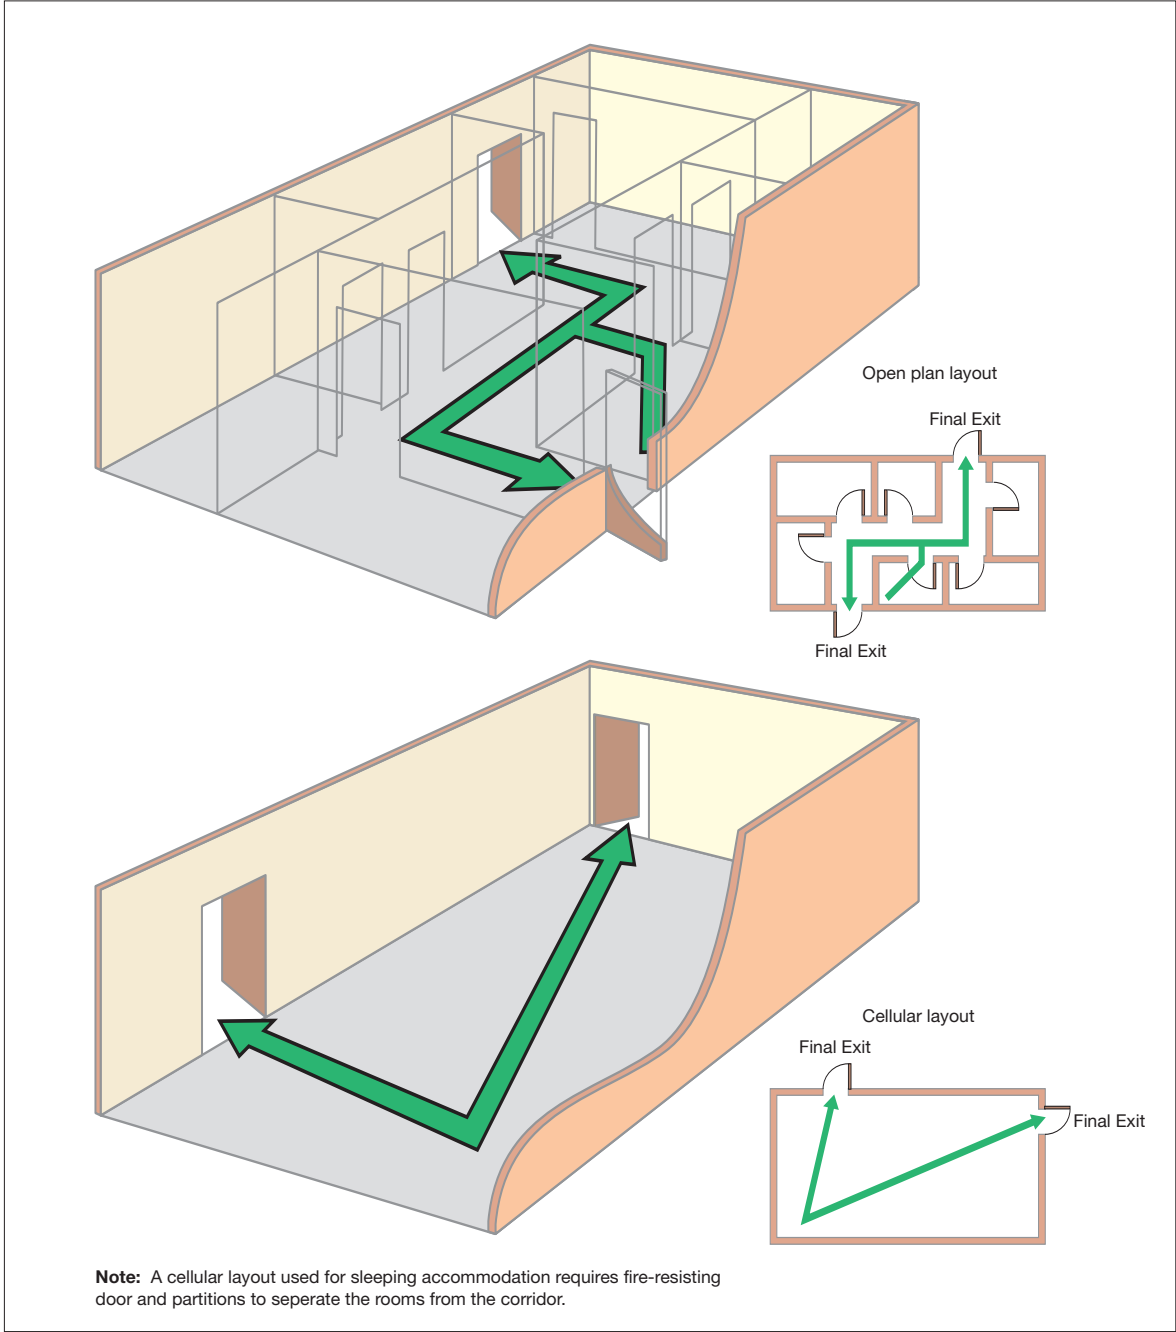 Open plan layout
Final Exit
Final Exit
Cellular layout
Final Exit
Final Exit
Note: A cellular layout used for sleeping accommodation requires fire-resisting
door and partitions to seperate the rooms from the corridor.